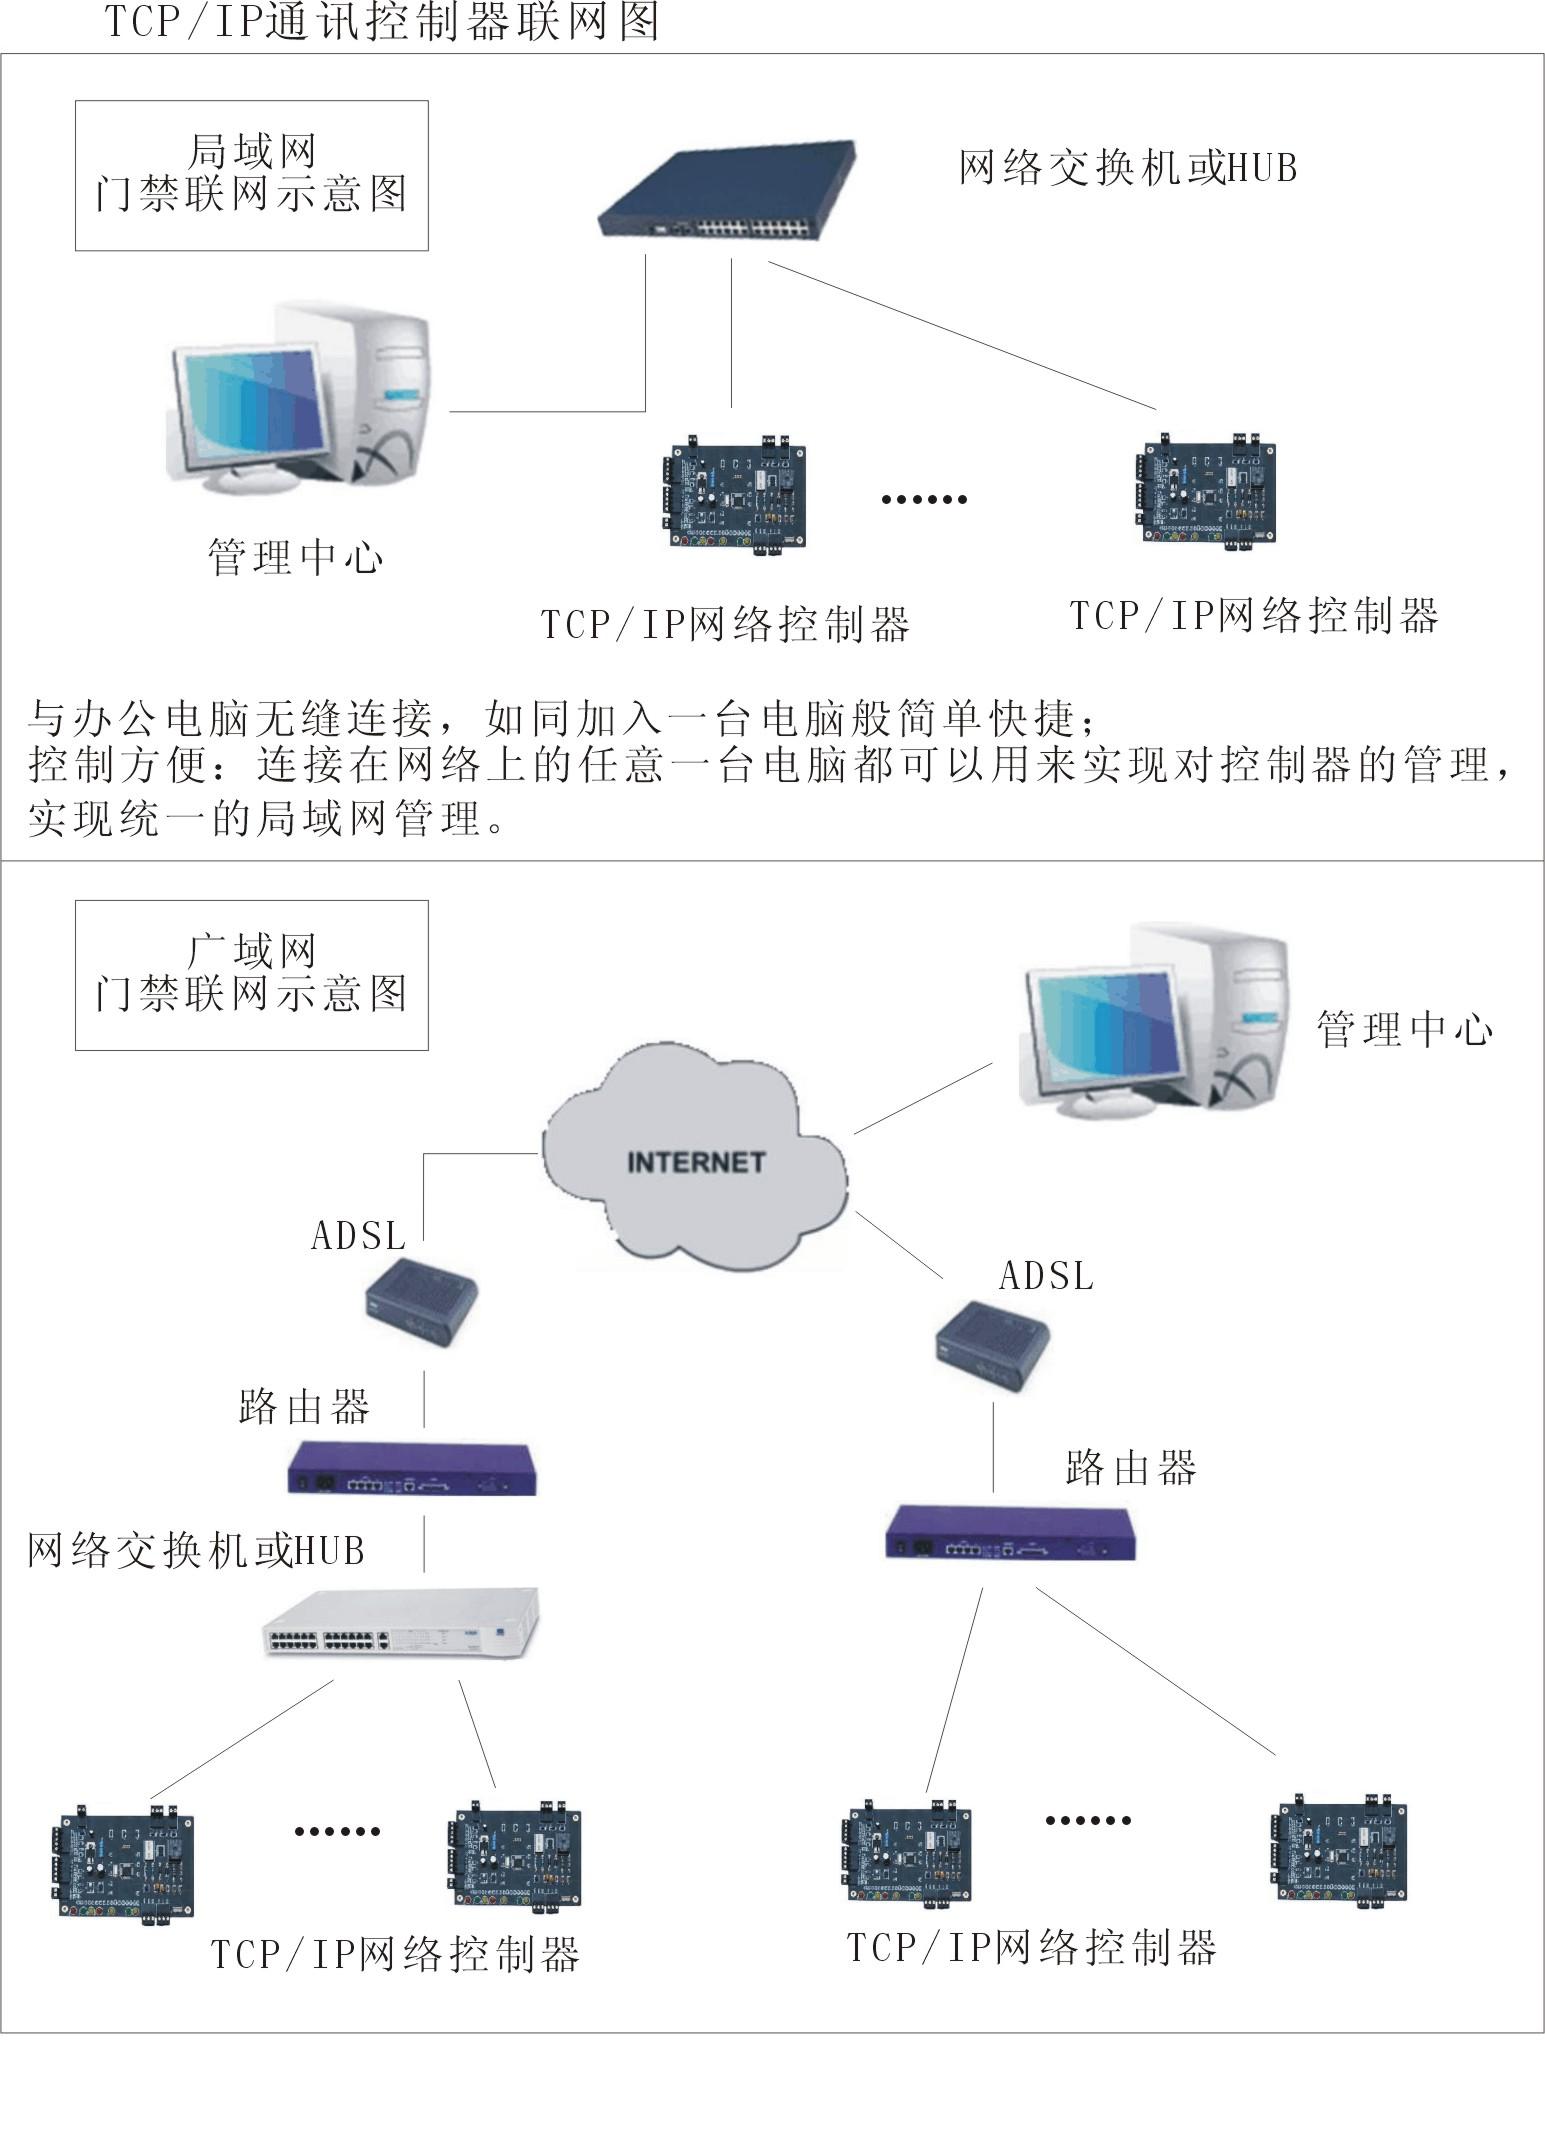 TCP/IP通讯控制器联网图
局域网
门禁联网示意图
网络交换机或HUB
管理中心
TCP/IP网络控制器
TCP/IP网络控制器
与办公电脑无缝连接，如同加入一台电脑般简单快捷；
控制方便：连接在网络上的任意一台电脑都可以用来实现对控制器的管理，
实现统一的局域网管理。
广域网
门禁联网示意图
管理中心
INTERNET
ADSL
ADSL
路由器
路由器
网络交换机或HUB
TCP/IP网络控制器
TCP/IP网络控制器